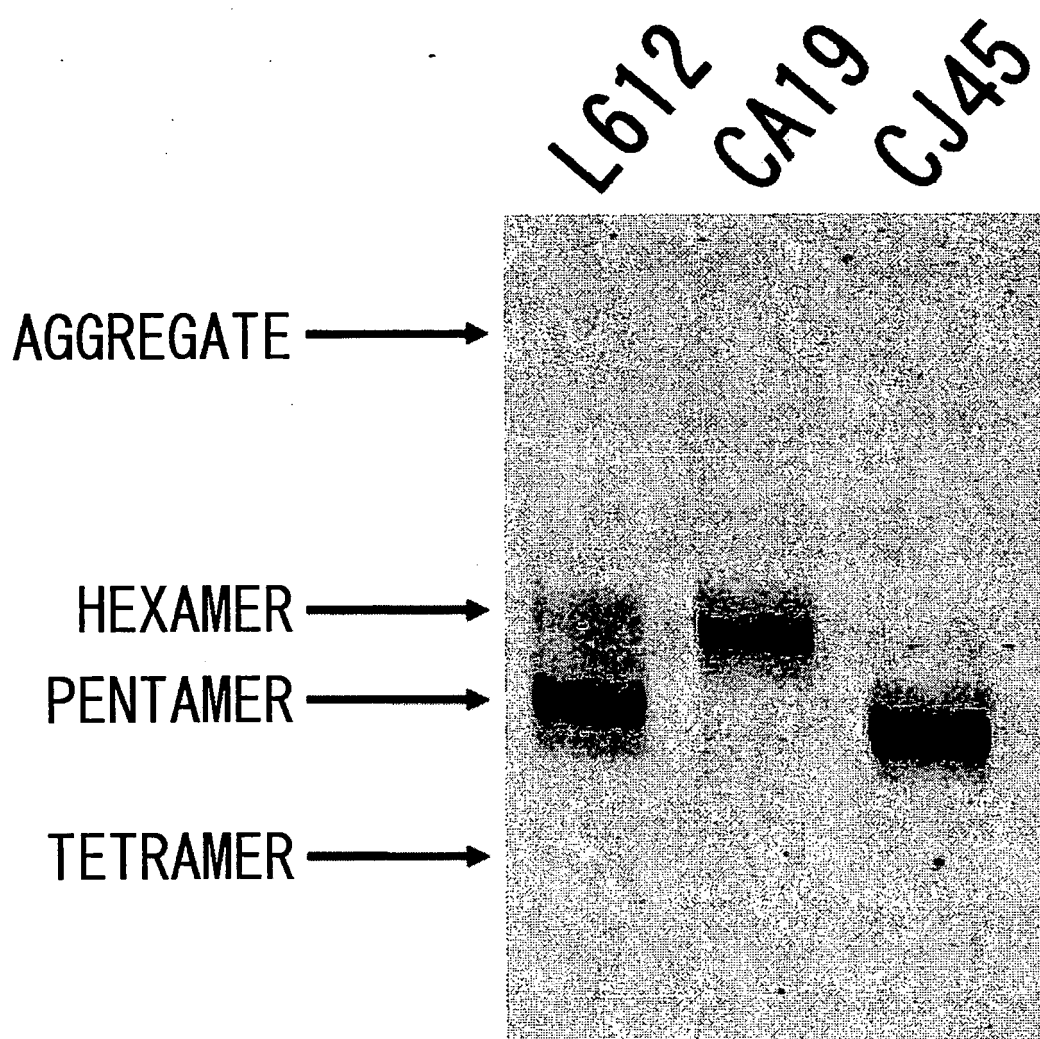 L612
CA19
CJ45
AGGREGATE
HEXAMER
PENTAMER
TETRAMER